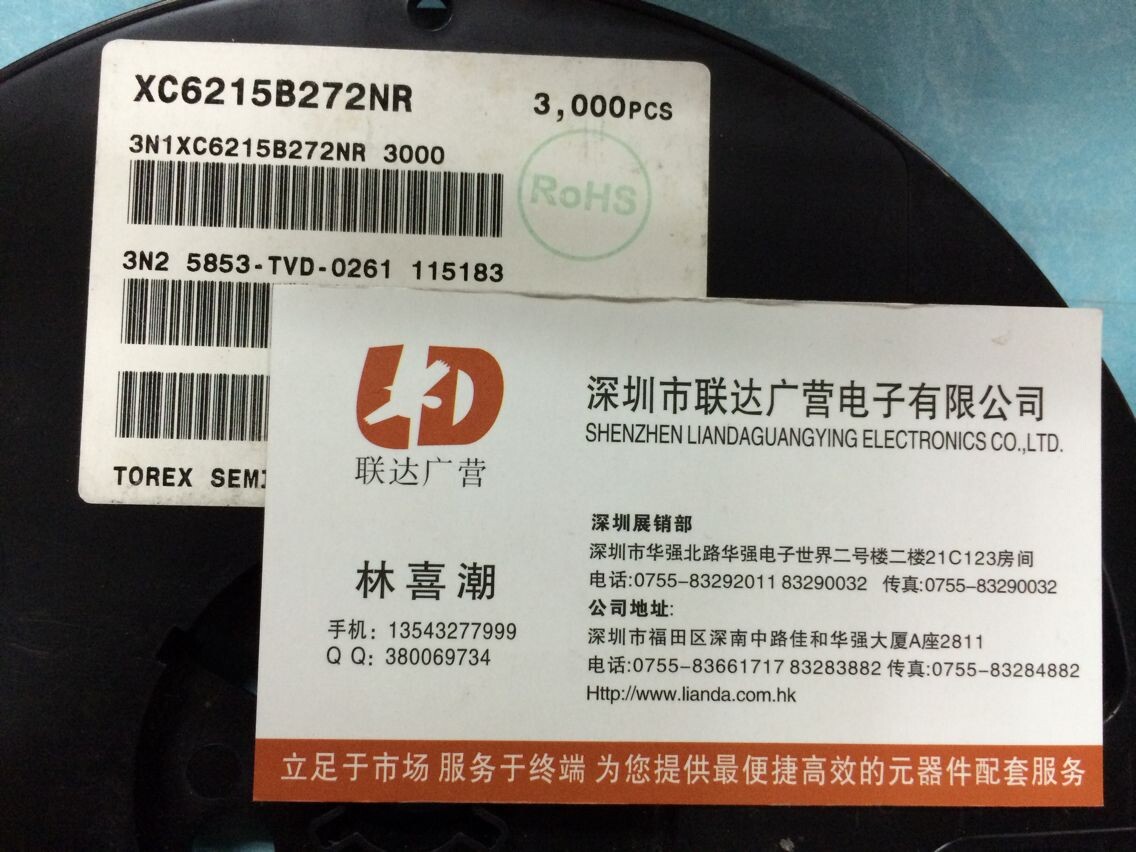 XC6215B272NR 3,000PCS
3N1XC6215B272NR 3000
RoHS
3N2 5853-TVD-0261 115183
TOREX SEMI
LD
联达广营
深圳市联达广营电子有限公司
SHENZHEN LIANDAGUANGYING ELECTRONICS CO.,LTD.
林喜潮
手机：13543277999
Q Q：380069734
深圳展销部
深圳市华强北路华强电子世界二号楼二楼21C123房间
电话:0755-83292011 83290032 传真:0755-83290032
公司地址:
深圳市福田区深南中路佳和华强大厦A座2811
电话:0755-83661717 83283882 传真:0755-83284882
Http://www.lianda.com.hk
立足于市场 服务于终端 为您提供最便捷高效的元器件配套服务